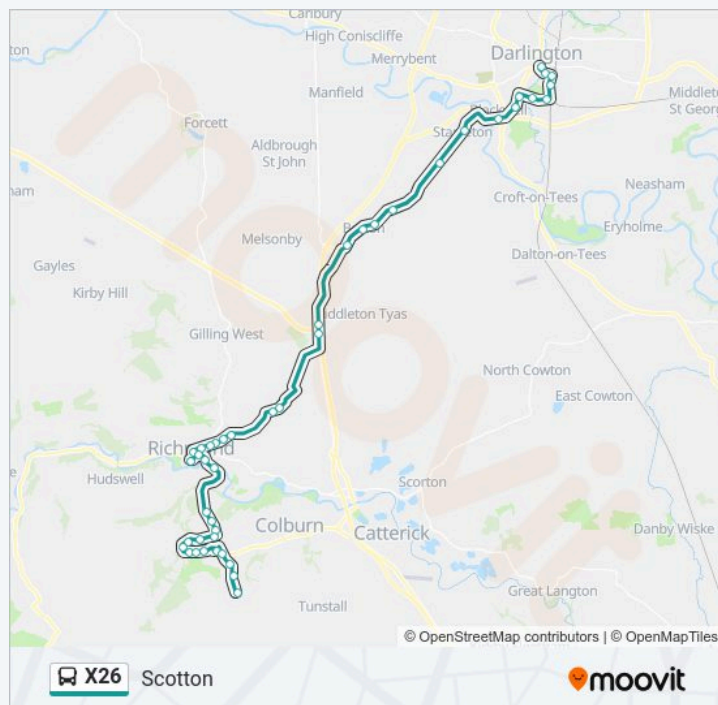 Canbury
High Coniscliffe
Darlington
Merrybent
Manfield
Middleton
St George
Forcett
Stapleton
Aldbrough
St John
Neasham
Croft-on-Tees
Eryholme
Melsonby
Barton
Dalton-on-Tees
Gayles
Kirby Hill
Middleton Tyas
Gilling West
North Cowton
East Cowton
Richmond
Hudswell
Scorton
Colburn
Catterick
Danby Wiske
Great Langton
Tunstall
moovit
© OpenStreetMap contributors | © OpenMapTiles
X26 Scotton
moovit